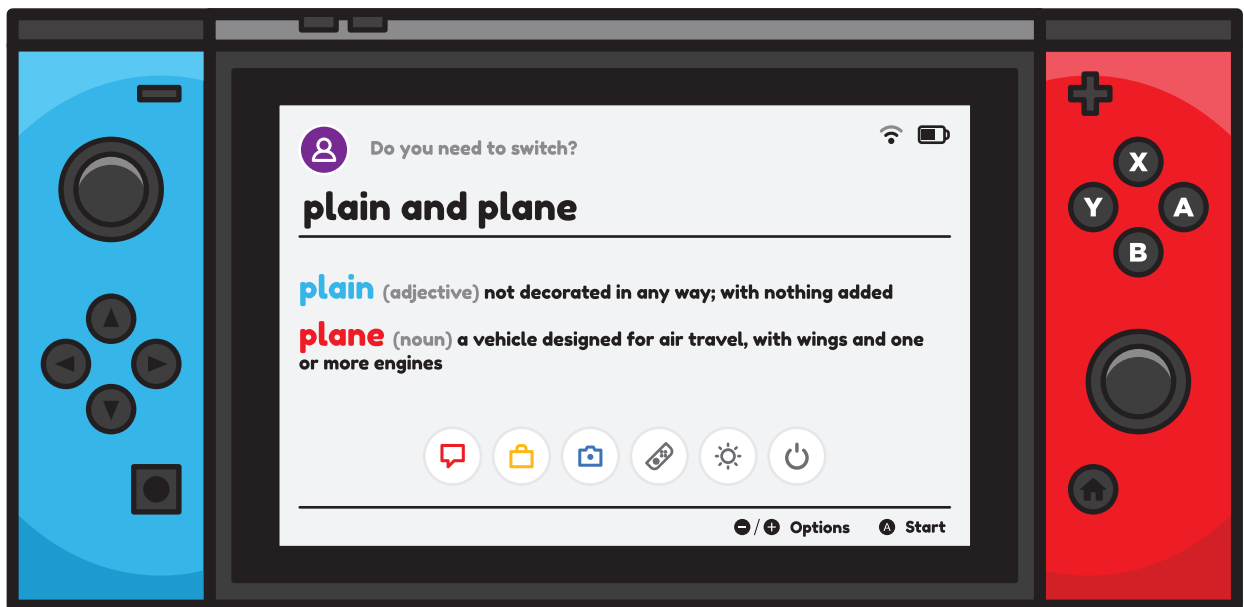 Do you need to switch?
plain and plane
plain (adjective) not decorated in any way; with nothing added
plane (noun) a vehicle designed for air travel, with wings and one
or more engines
X
Y
A
B
−/+ Options
A Start